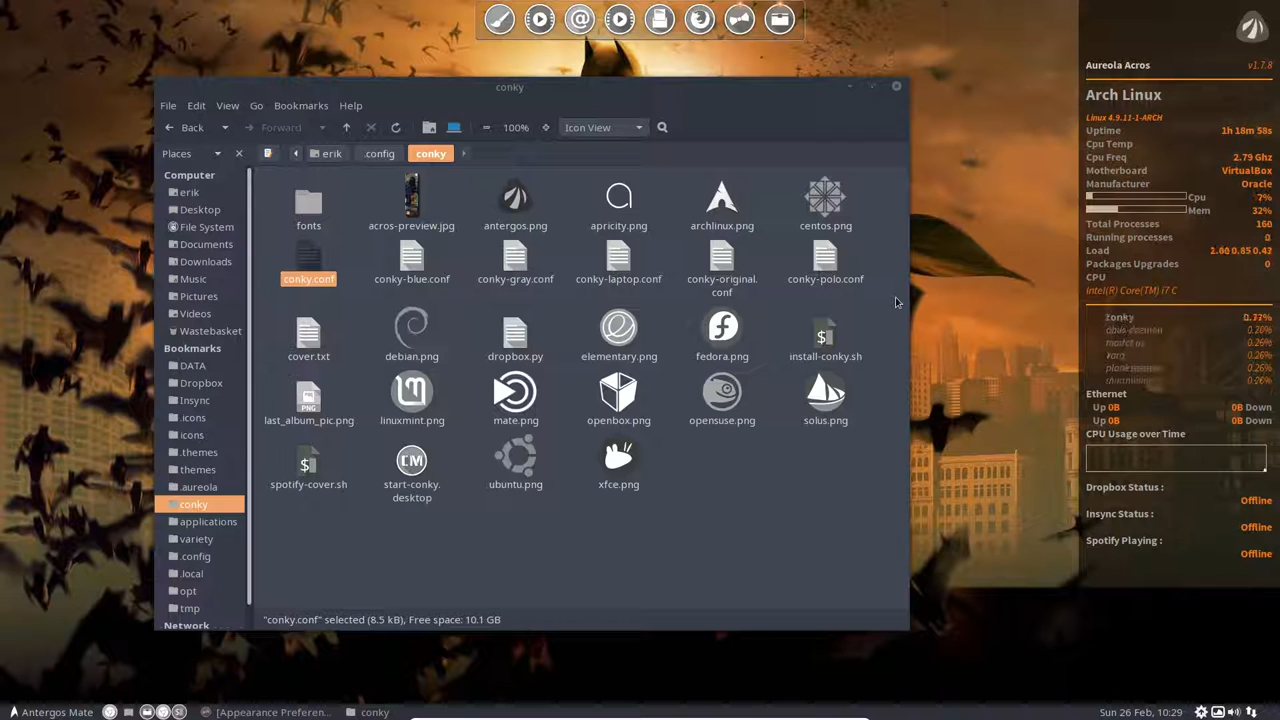 conky
File Edit View Go Bookmarks Help
Back Forward 100% Icon View
Places erik .config conky
Computer
erik
Desktop
File System
Documents
Downloads
Music
Pictures
Videos
Wastebasket
Bookmarks
DATA
Dropbox
Insync
.icons
icons
.themes
themes
.aureola
conky
applications
variety
.config
.local
opt
tmp
Network
fonts acros-preview.jpg antergos.png apricity.png archlinux.png centos.png
conky.conf conky-blue.conf conky-gray.conf conky-laptop.conf conky-original.
conf conky-polo.conf
cover.txt debian.png dropbox.py elementary.png fedora.png install-conky.sh
last_album_pic.png linuxmint.png mate.png openbox.png opensuse.png solus.png
spotify-cover.sh start-conky.
desktop ubuntu.png xfce.png
"conky.conf" selected (8.5 kB), Free space: 10.1 GB
Aureola Acros v1.7.8
Arch Linux
Linux 4.9.11-1-ARCH
Uptime 1h 18m 58s
Cpu Temp
Cpu Freq 2.79 Ghz
Motherboard VirtualBox
Manufacturer Oracle
Cpu 7%
Mem 32%
Total Processes 160
Running processes 0
Load 2.00 0.85 0.42
Packages Upgrades 0
CPU
Intel(R) Core(TM) i7 C
conky 0.77%
0.26%
0.26%
0.26%
0.26%
0.26%
Ethernet
Up 0B 0B Down
Up 0B 0B Down
CPU Usage over Time
Dropbox Status :
Offline
Insync Status :
Offline
Spotify Playing :
Offline
Antergos Mate [Appearance Preferen... conky Sun 26 Feb, 10:29